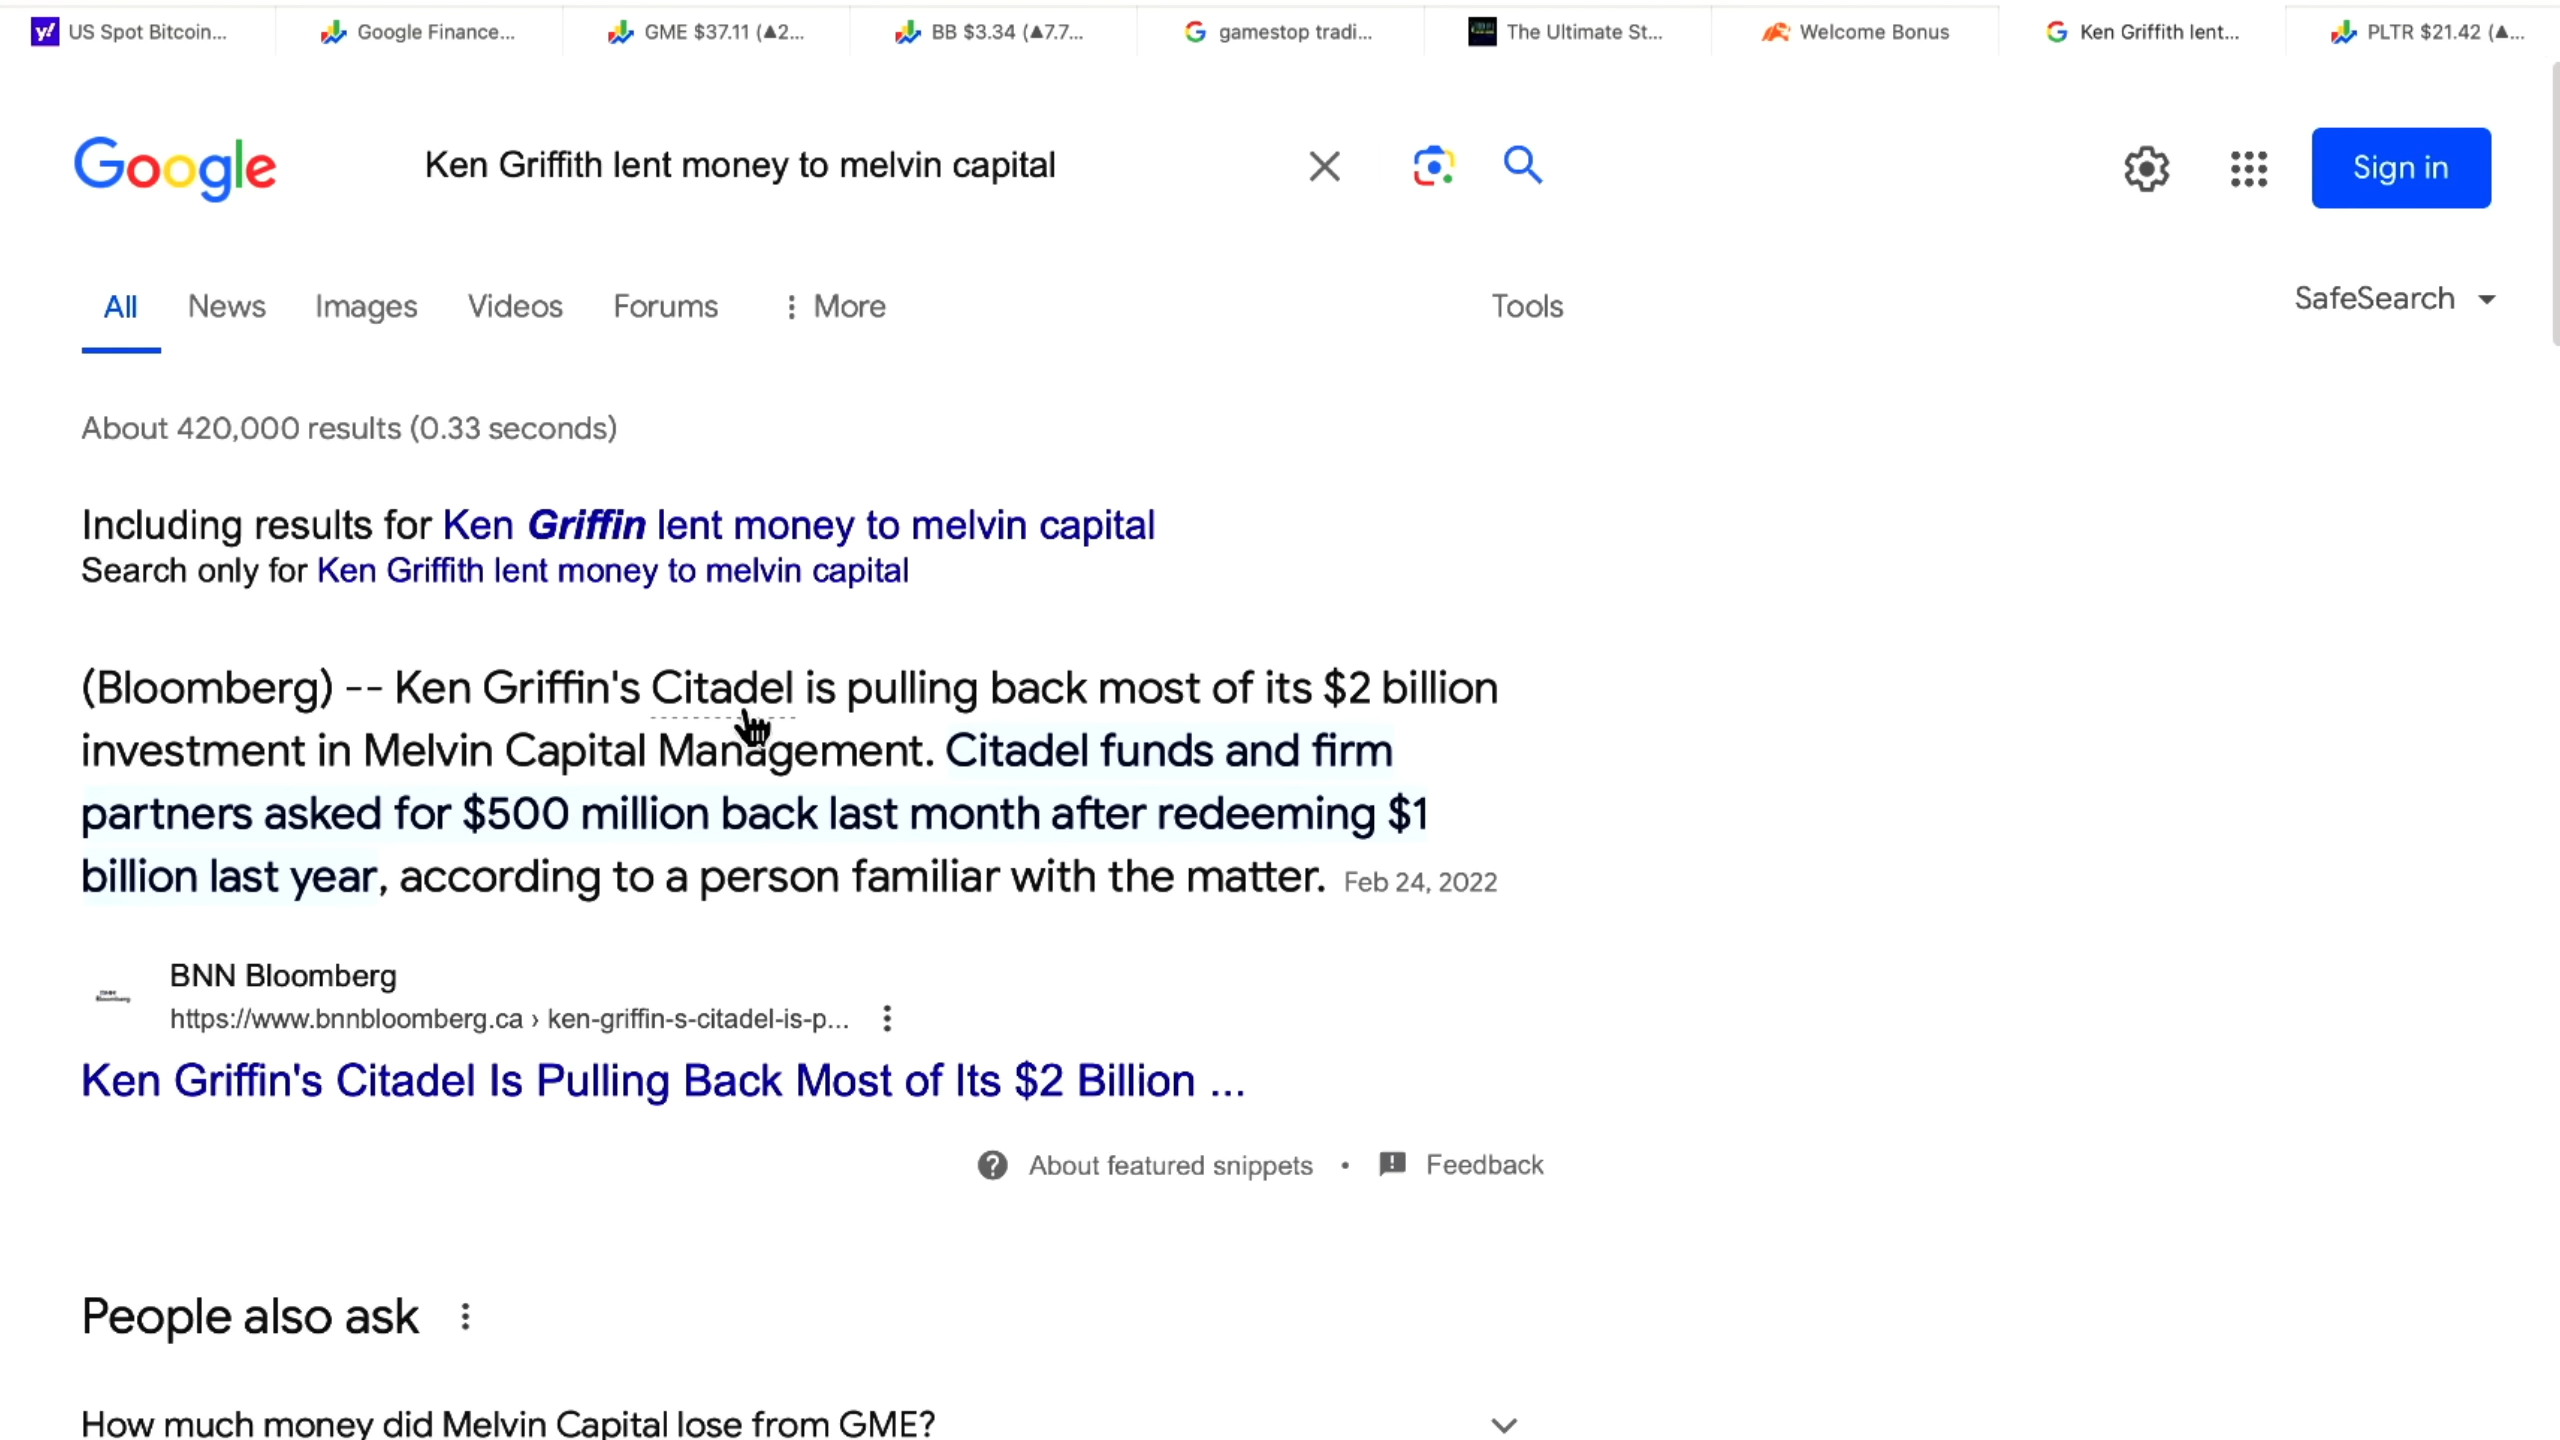 US Spot Bitcoin...
Google Finance...
GME $37.11 (▲2...
BB $3.34 (▲7.7...
gamestop tradi...
The Ultimate St...
Welcome Bonus
Ken Griffith lent...
PLTR $21.42 (▲...
Google
Ken Griffith lent money to melvin capital
Sign in
All
News
Images
Videos
Forums
More
Tools
SafeSearch
About 420,000 results (0.33 seconds)
Including results for Ken Griffin lent money to melvin capital
Search only for Ken Griffith lent money to melvin capital
(Bloomberg) -- Ken Griffin's Citadel is pulling back most of its $2 billion
investment in Melvin Capital Management. Citadel funds and firm
partners asked for $500 million back last month after redeeming $1
billion last year, according to a person familiar with the matter. Feb 24, 2022
BNN Bloomberg
https://www.bnnbloomberg.ca › ken-griffin-s-citadel-is-p...
Ken Griffin's Citadel Is Pulling Back Most of Its $2 Billion ...
About featured snippets • Feedback
People also ask
How much money did Melvin Capital lose from GME?